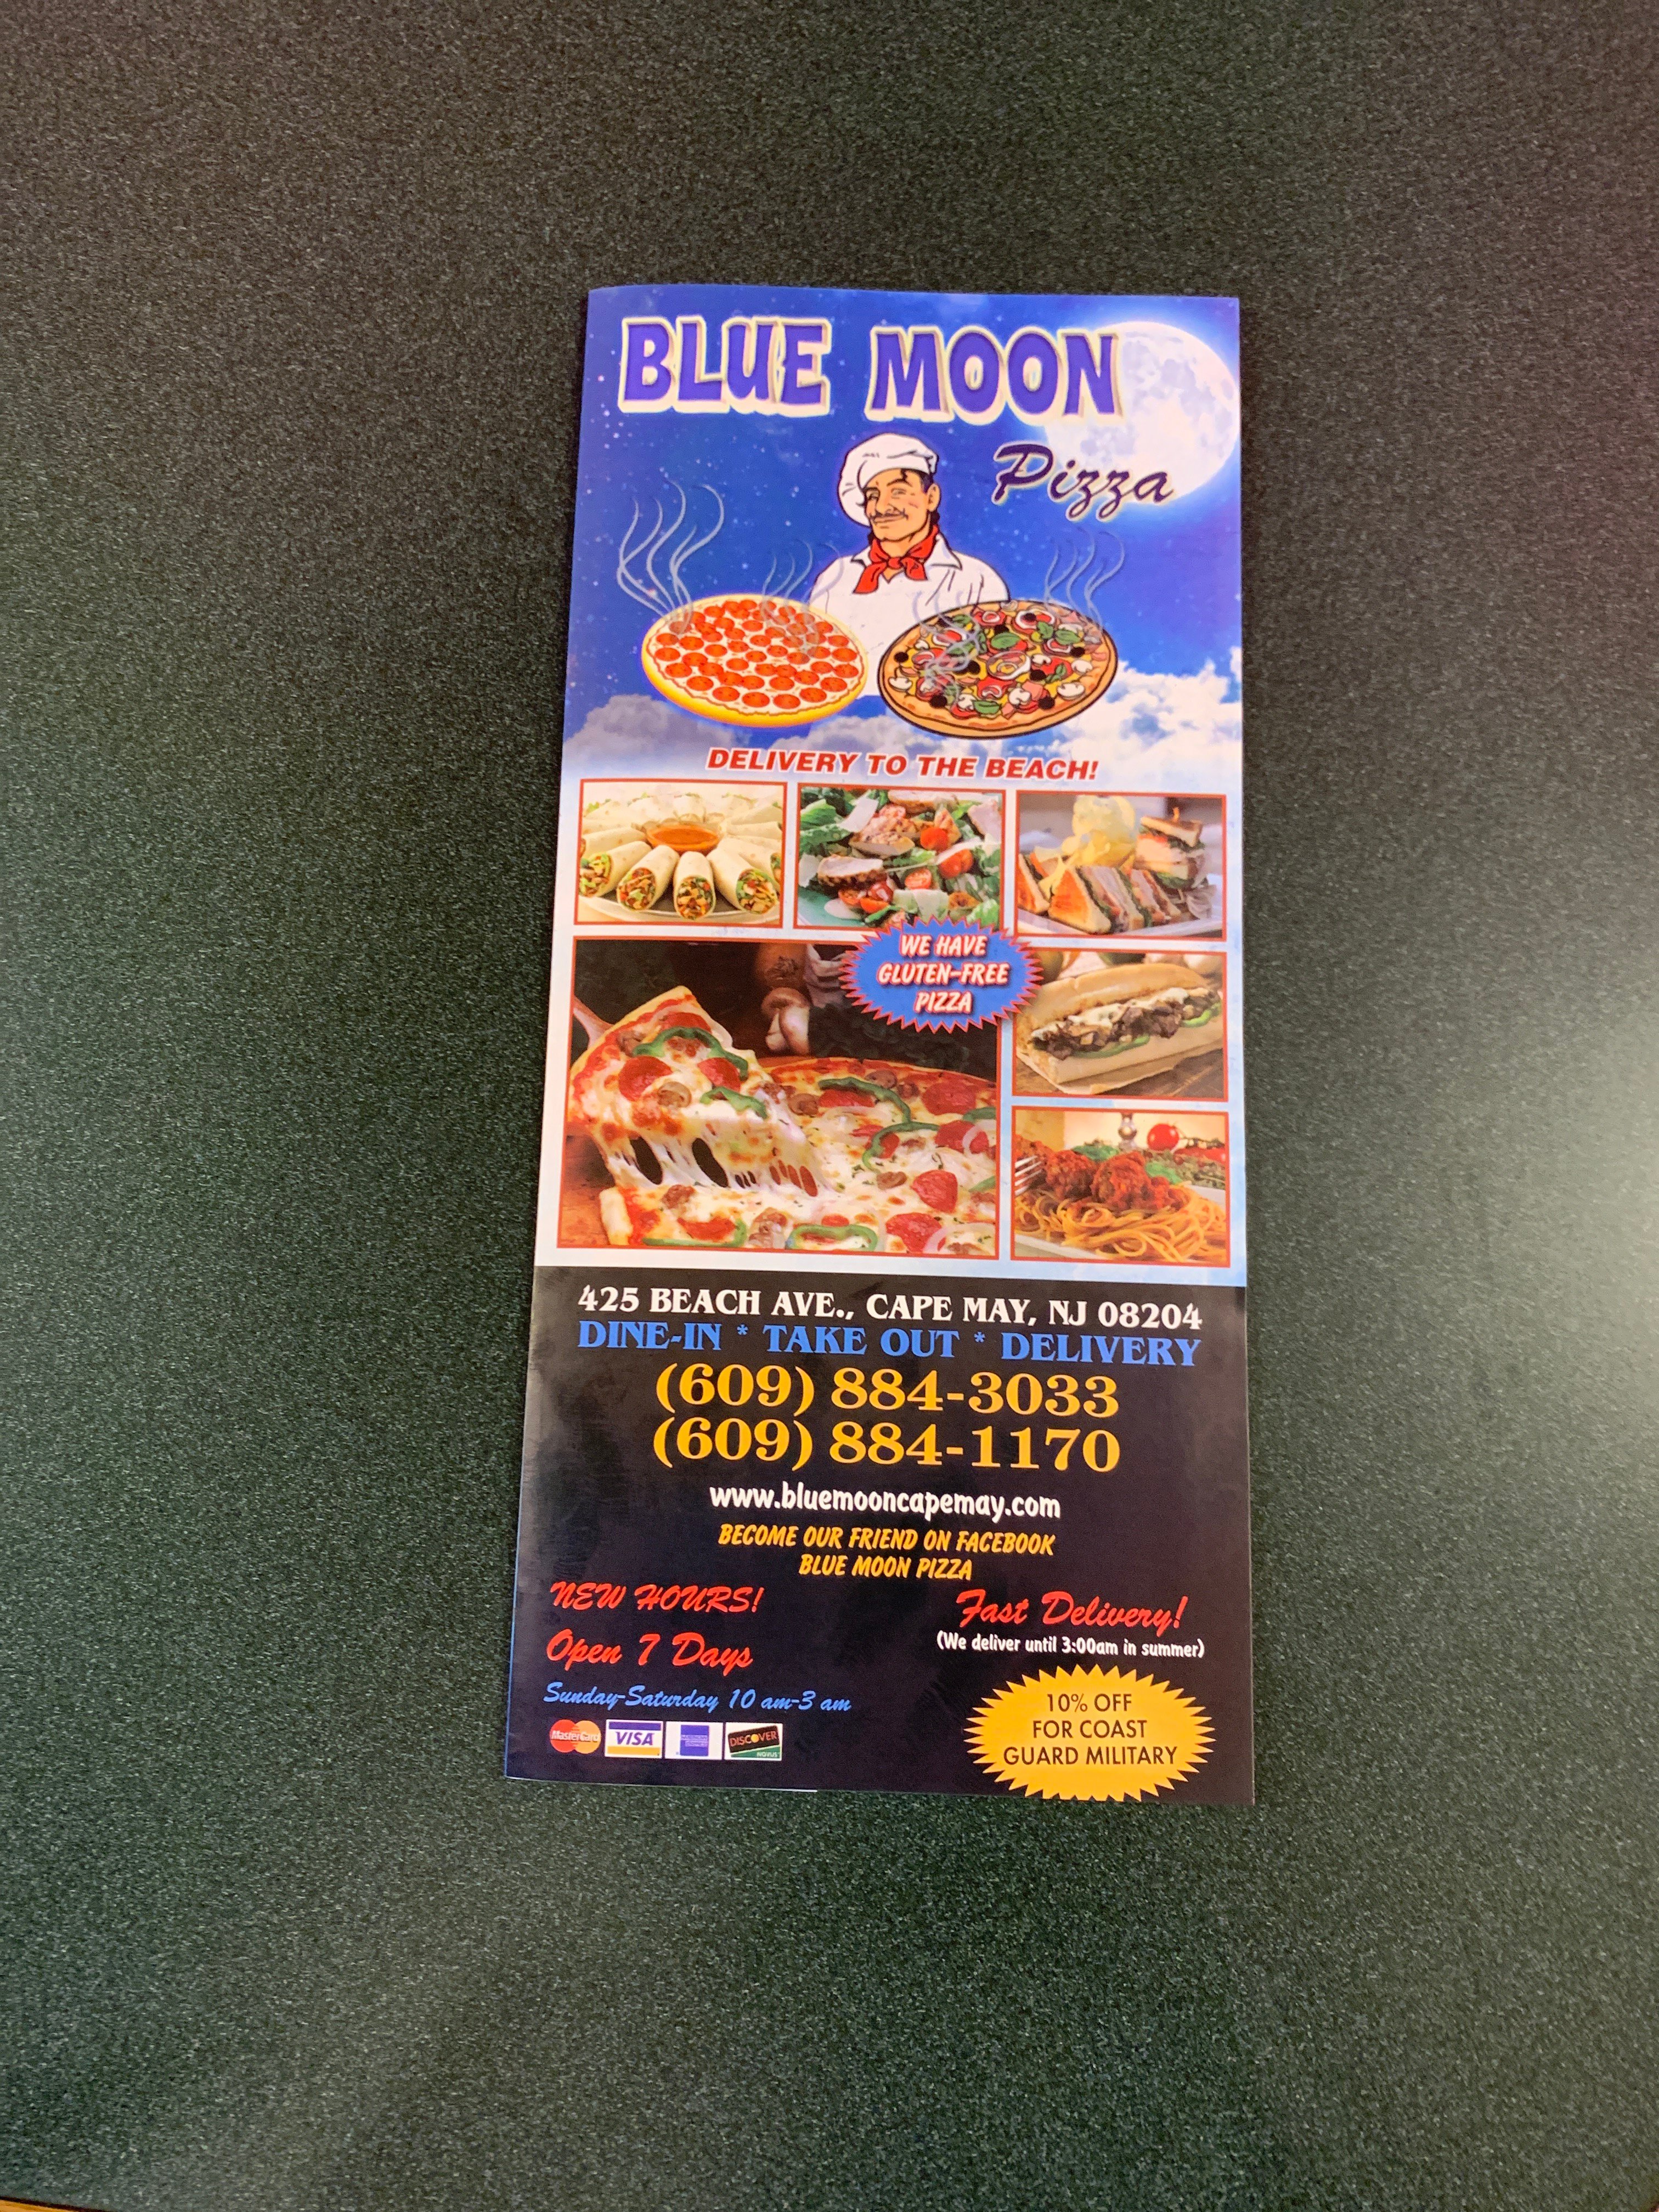 BLUE MOON
Pizza
DELIVERY TO THE BEACH!
WE HAVE
GLUTEN-FREE
PIZZA
425 BEACH AVE., CAPE MAY, NJ 08204
DINE-IN * TAKE OUT * DELIVERY
(609) 884-3033
(609) 884-1170
www.bluemooncapemay.com
BECOME OUR FRIEND ON FACEBOOK
BLUE MOON PIZZA
NEW HOURS!
Open 7 Days
Sunday-Saturday 10 am-3 am
Fast Delivery!
(We deliver until 3:00am in summer)
MasterCard VISA DISCOVER
NOVUS
10% OFF
FOR COAST
GUARD MILITARY